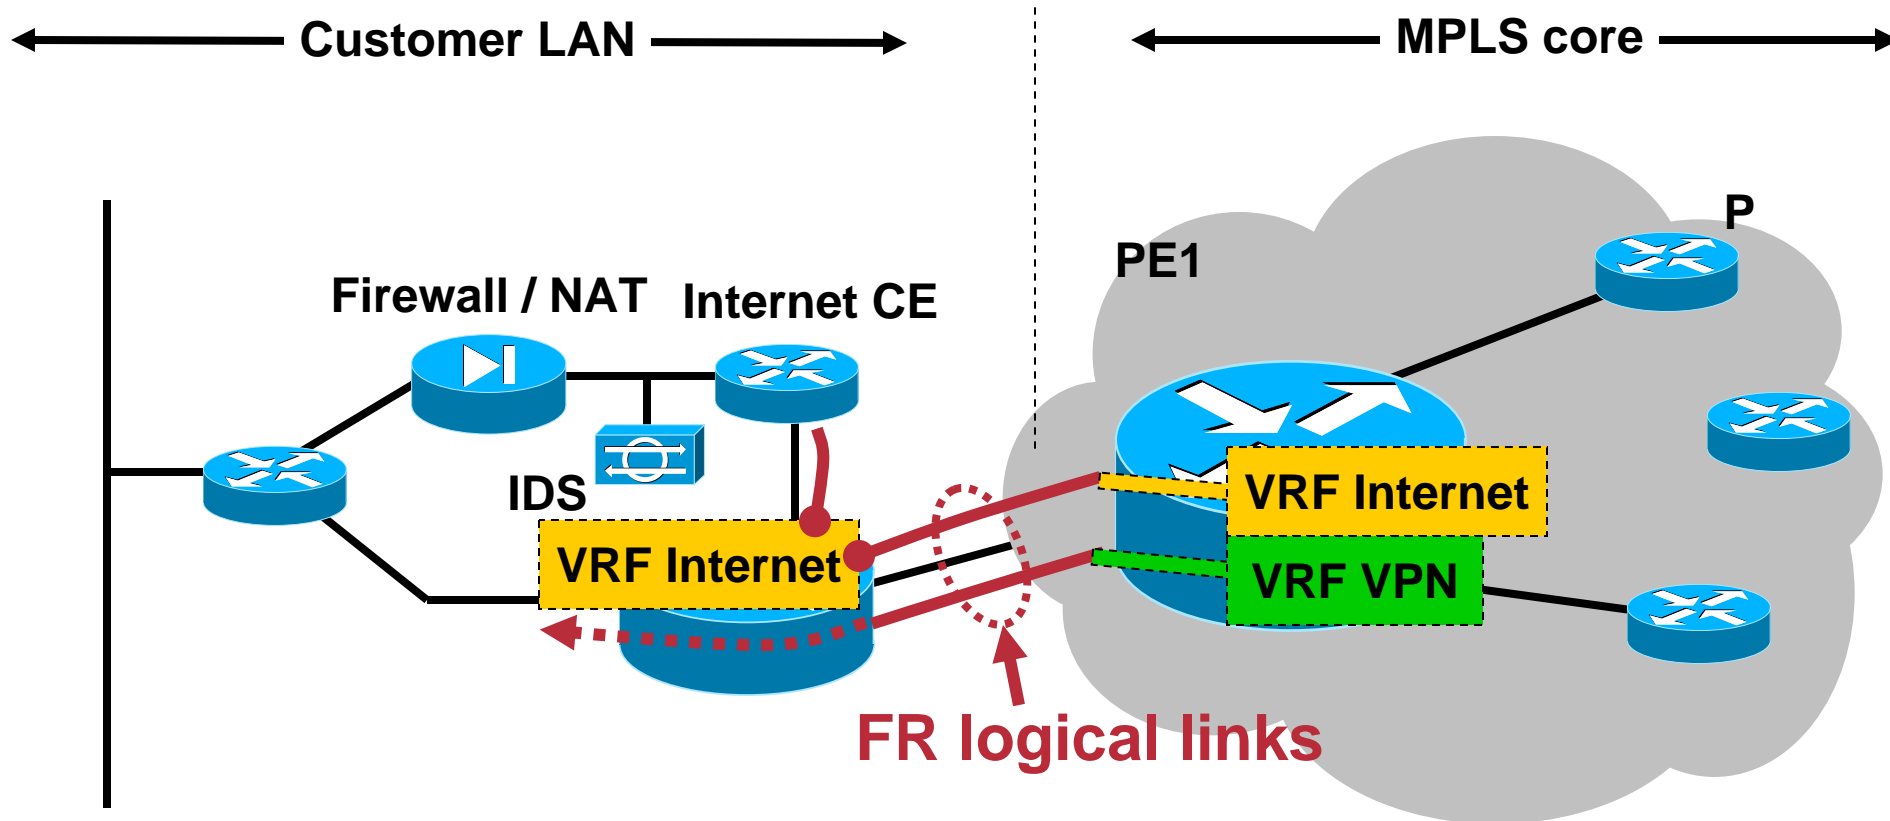 Customer LAN
MPLS core
P
PE1
Firewall / NAT
Internet CE
IDS
VRF Internet
VRF Internet
VRF VPN
FR logical links